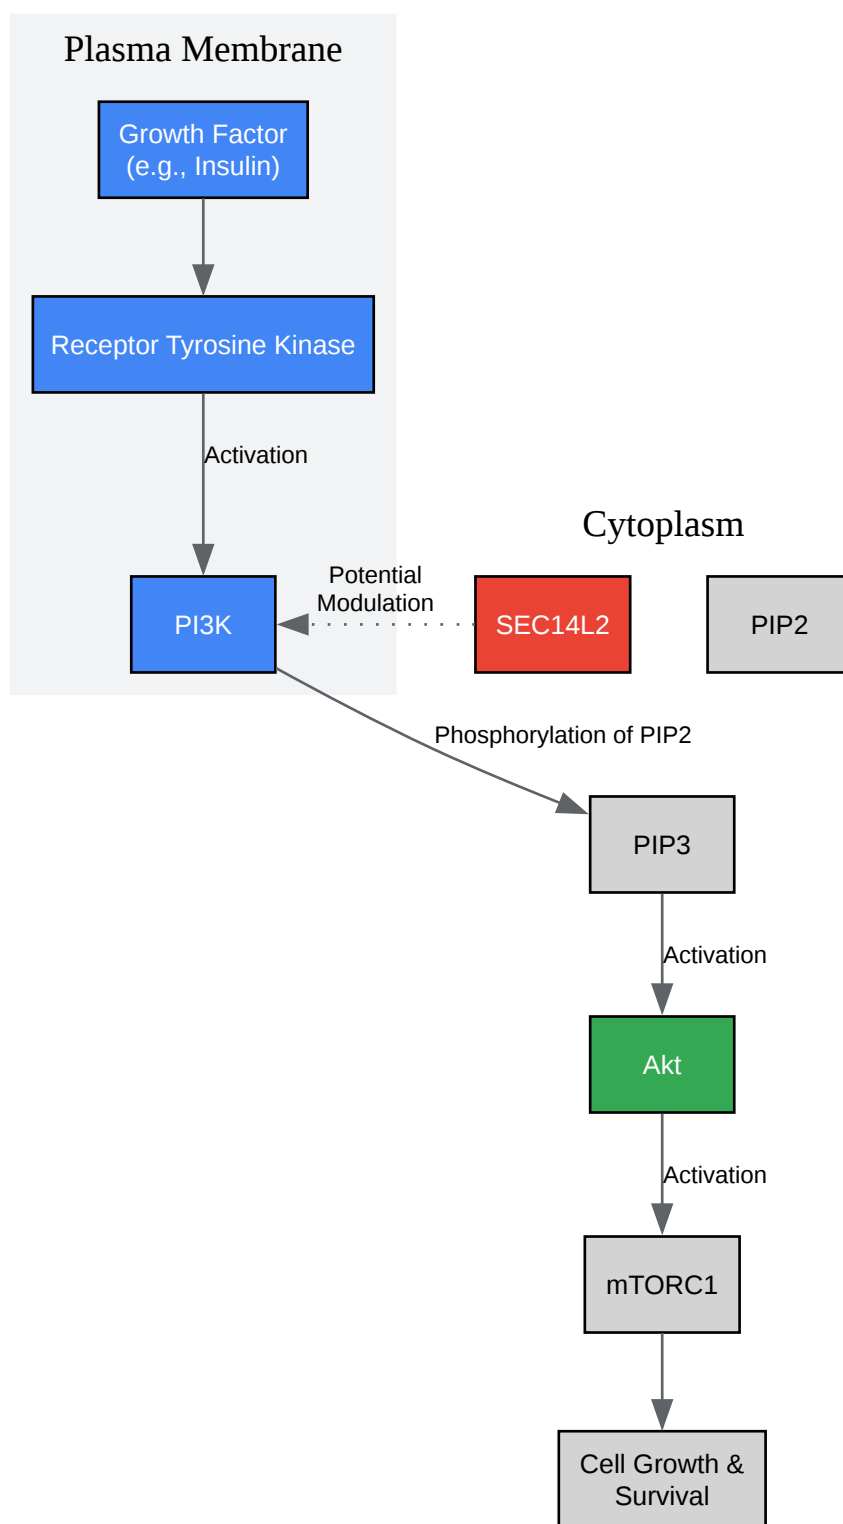 Plasma Membrane
Growth Factor
(e.g., Insulin)
Receptor Tyrosine Kinase
Activation
Cytoplasm
PI3K
Potential
Modulation
SEC14L2
PIP2
Phosphorylation of PIP2
PIP3
Activation
Akt
Activation
mTORC1
Cell Growth &
Survival